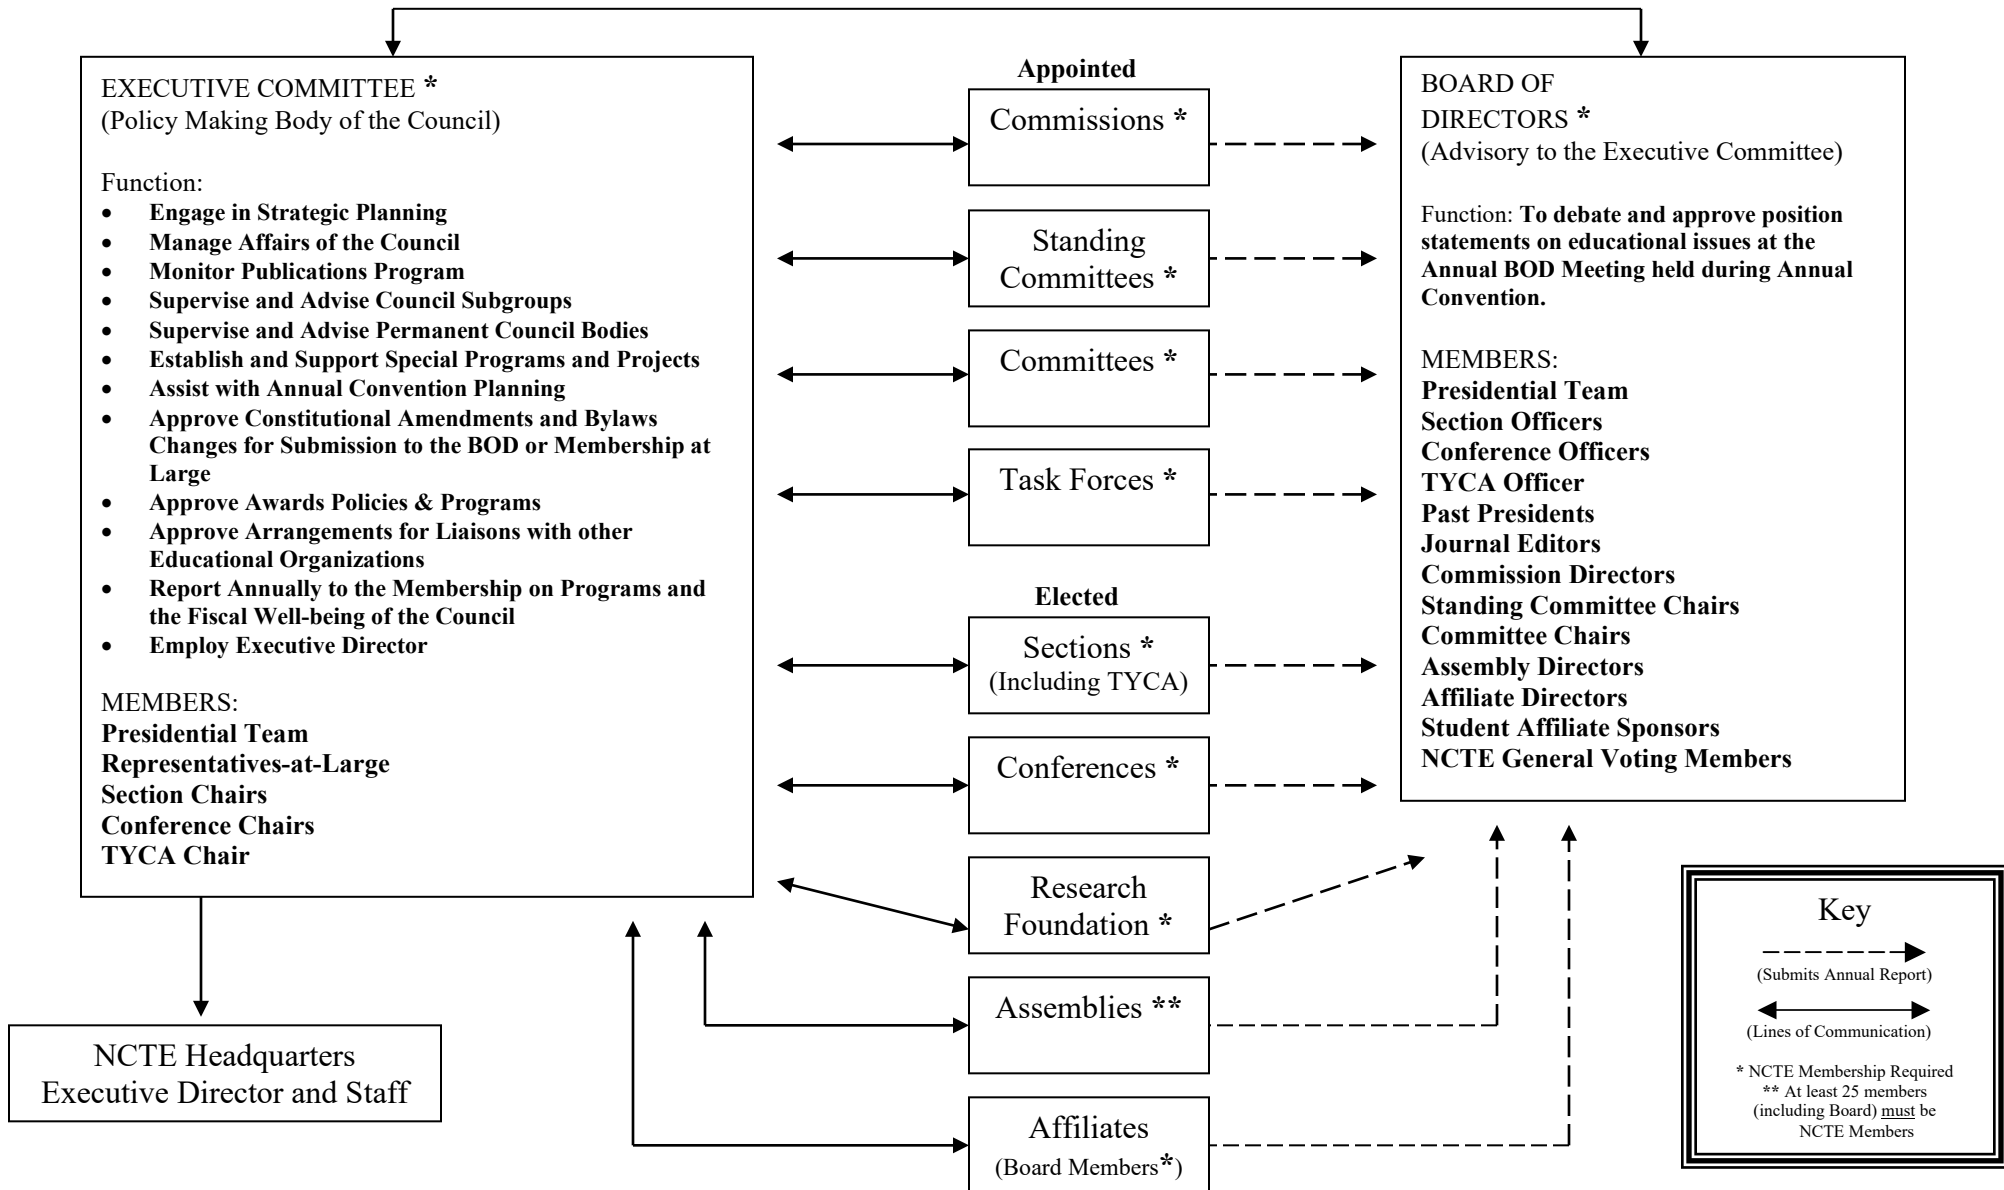 EXECUTIVE COMMITTEE *
(Policy Making Body of the Council)
Function:
• Engage in Strategic Planning
• Manage Affairs of the Council
• Monitor Publications Program
• Supervise and Advise Council Subgroups
• Supervise and Advise Permanent Council Bodies
• Establish and Support Special Programs and Projects
• Assist with Annual Convention Planning
• Approve Constitutional Amendments and Bylaws
Changes for Submission to the BOD or Membership at
Large
• Approve Awards Policies & Programs
• Approve Arrangements for Liaisons with other
Educational Organizations
• Report Annually to the Membership on Programs and
the Fiscal Well-being of the Council
• Employ Executive Director
MEMBERS:
Presidential Team
Representatives-at-Large
Section Chairs
Conference Chairs
TYCA Chair
NCTE Headquarters
Executive Director and Staff
Appointed
Commissions *
Standing
Committees *
Committees *
Task Forces *
Elected
Sections *
(Including TYCA)
Conferences *
Research
Foundation *
Assemblies **
Affiliates
(Board Members*)
BOARD OF
DIRECTORS *
(Advisory to the Executive Committee)
Function: To debate and approve position
statements on educational issues at the
Annual BOD Meeting held during Annual
Convention.
MEMBERS:
Presidential Team
Section Officers
Conference Officers
TYCA Officer
Past Presidents
Journal Editors
Commission Directors
Standing Committee Chairs
Committee Chairs
Assembly Directors
Affiliate Directors
Student Affiliate Sponsors
NCTE General Voting Members
Key
(Submits Annual Report)
(Lines of Communication)
* NCTE Membership Required
** At least 25 members
(including Board) must be
NCTE Members